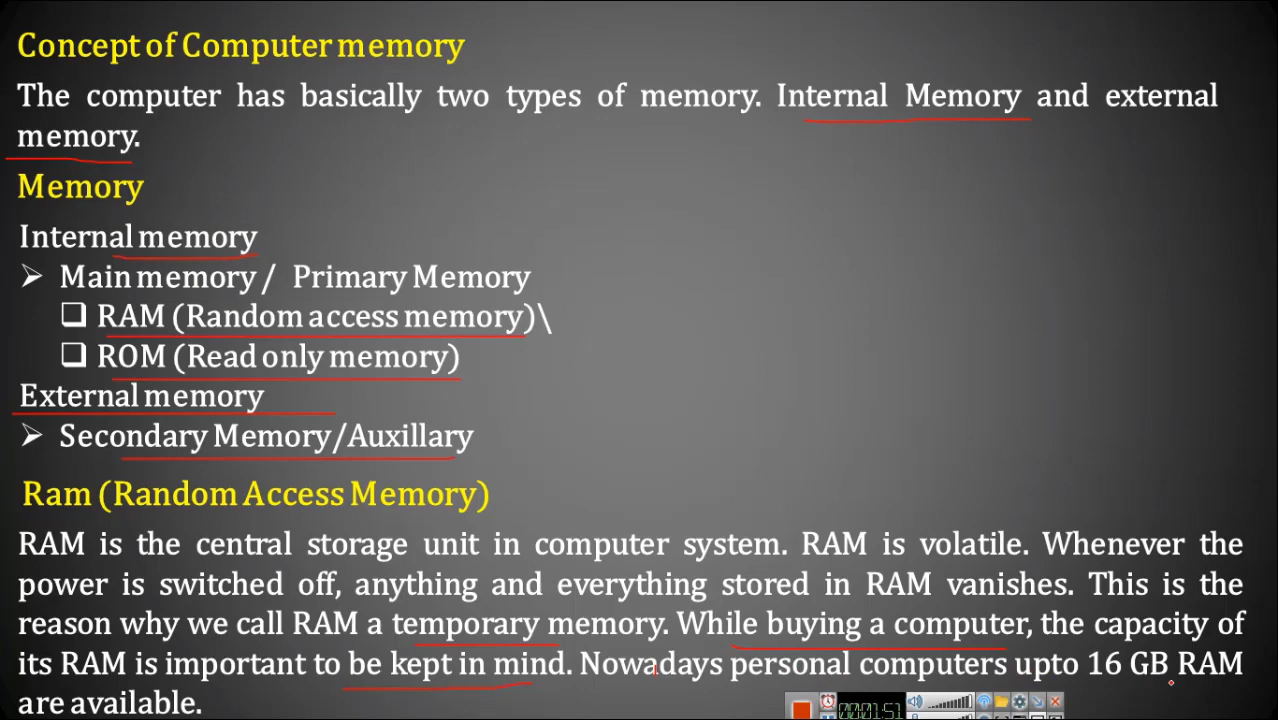 Concept of Computer memory
The computer has basically two types of memory. Internal Memory and external
memory.
Memory
Internal memory
Main memory / Primary Memory
RAM (Random access memory)\
ROM (Read only memory)
External memory
Secondary Memory/Auxillary
Ram (Random Access Memory)
RAM is the central storage unit in computer system. RAM is volatile. Whenever the
power is switched off, anything and everything stored in RAM vanishes. This is the
reason why we call RAM a temporary memory. While buying a computer, the capacity of
its RAM is important to be kept in mind. Nowadays personal computers upto 16 GB RAM
are available.
00:01:51